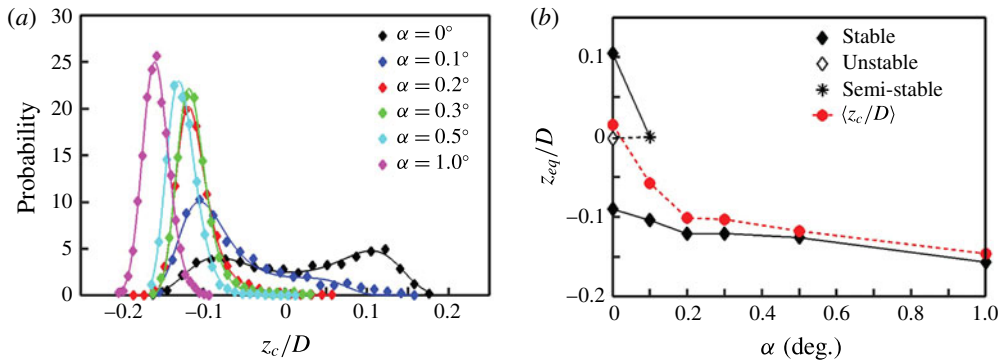 (a)
30
25
20
15
10
5
0
Probability
−0.2
−0.1
0
0.1
0.2
z_c/D
α = 0°
α = 0.1°
α = 0.2°
α = 0.3°
α = 0.5°
α = 1.0°
(b)
0.1
0
−0.1
−0.2
z_eq/D
Stable
Unstable
Semi-stable
⟨z_c/D⟩
0
0.2
0.4
0.6
0.8
1.0
α (deg.)